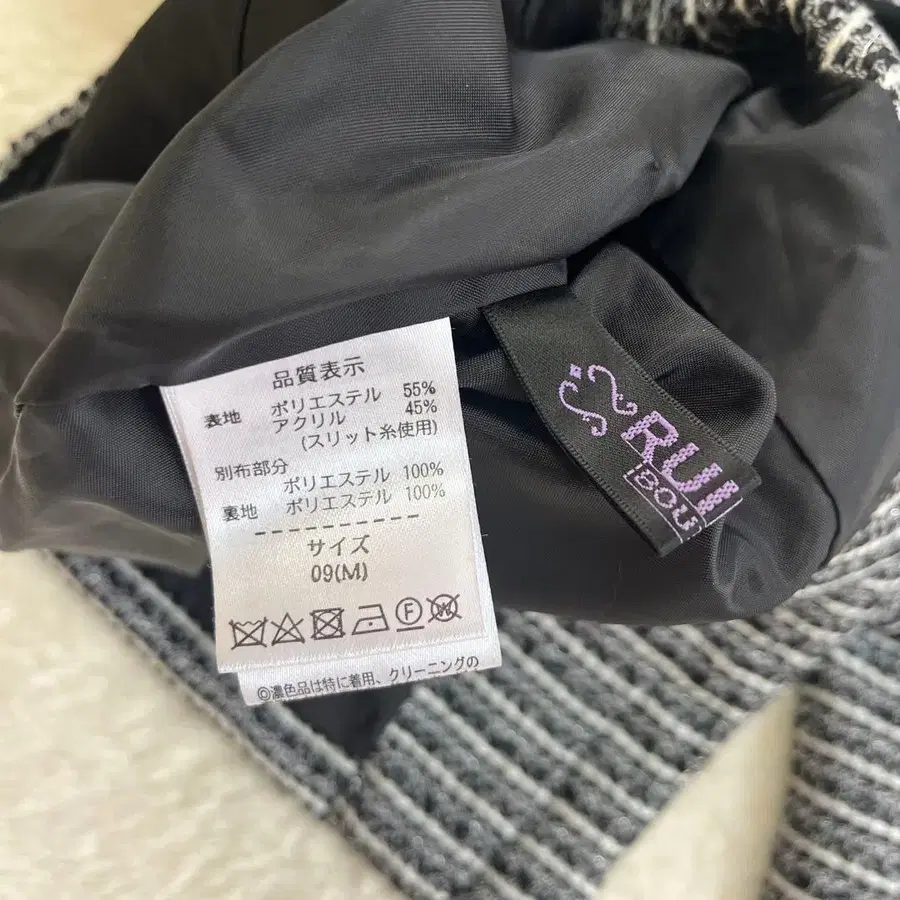 品質表示
表地 ポリエステル 55%
アクリル 45%
(スリット糸使用)
別布部分
ポリエステル 100%
裏地 ポリエステル 100%
サイズ
09(M)
F W
◎濃色品は特に着用、クリーニングの
RUI
BOU